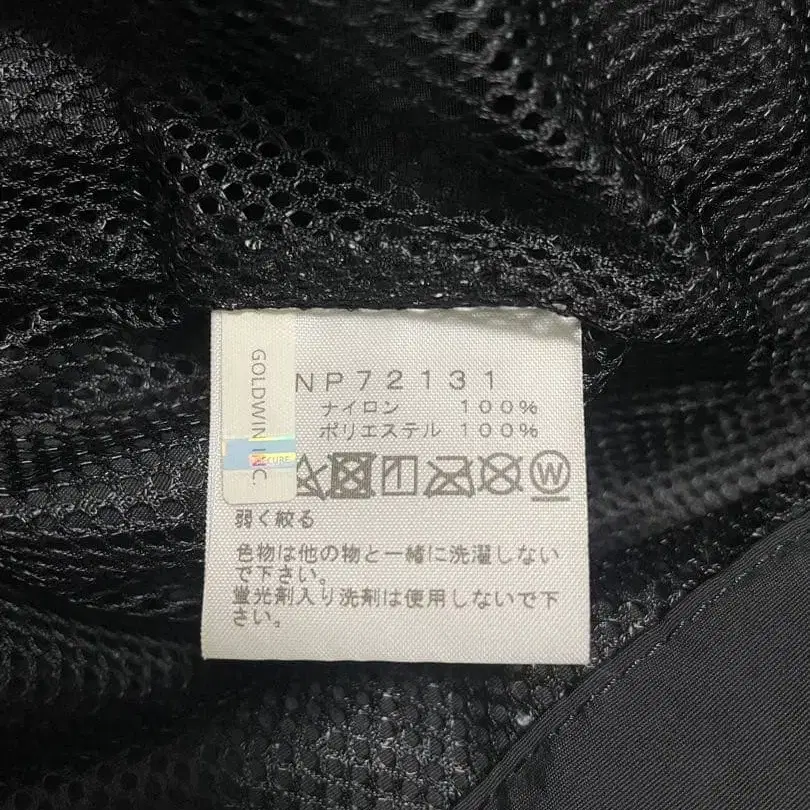 GOLDWIN INC.
SECURE
NP72131
ナイロン 100%
ポリエステル 100%
W
弱く絞る
色物は他の物と一緒に洗濯しない
で下さい。
蛍光剤入り洗剤は使用しないで下
さい。